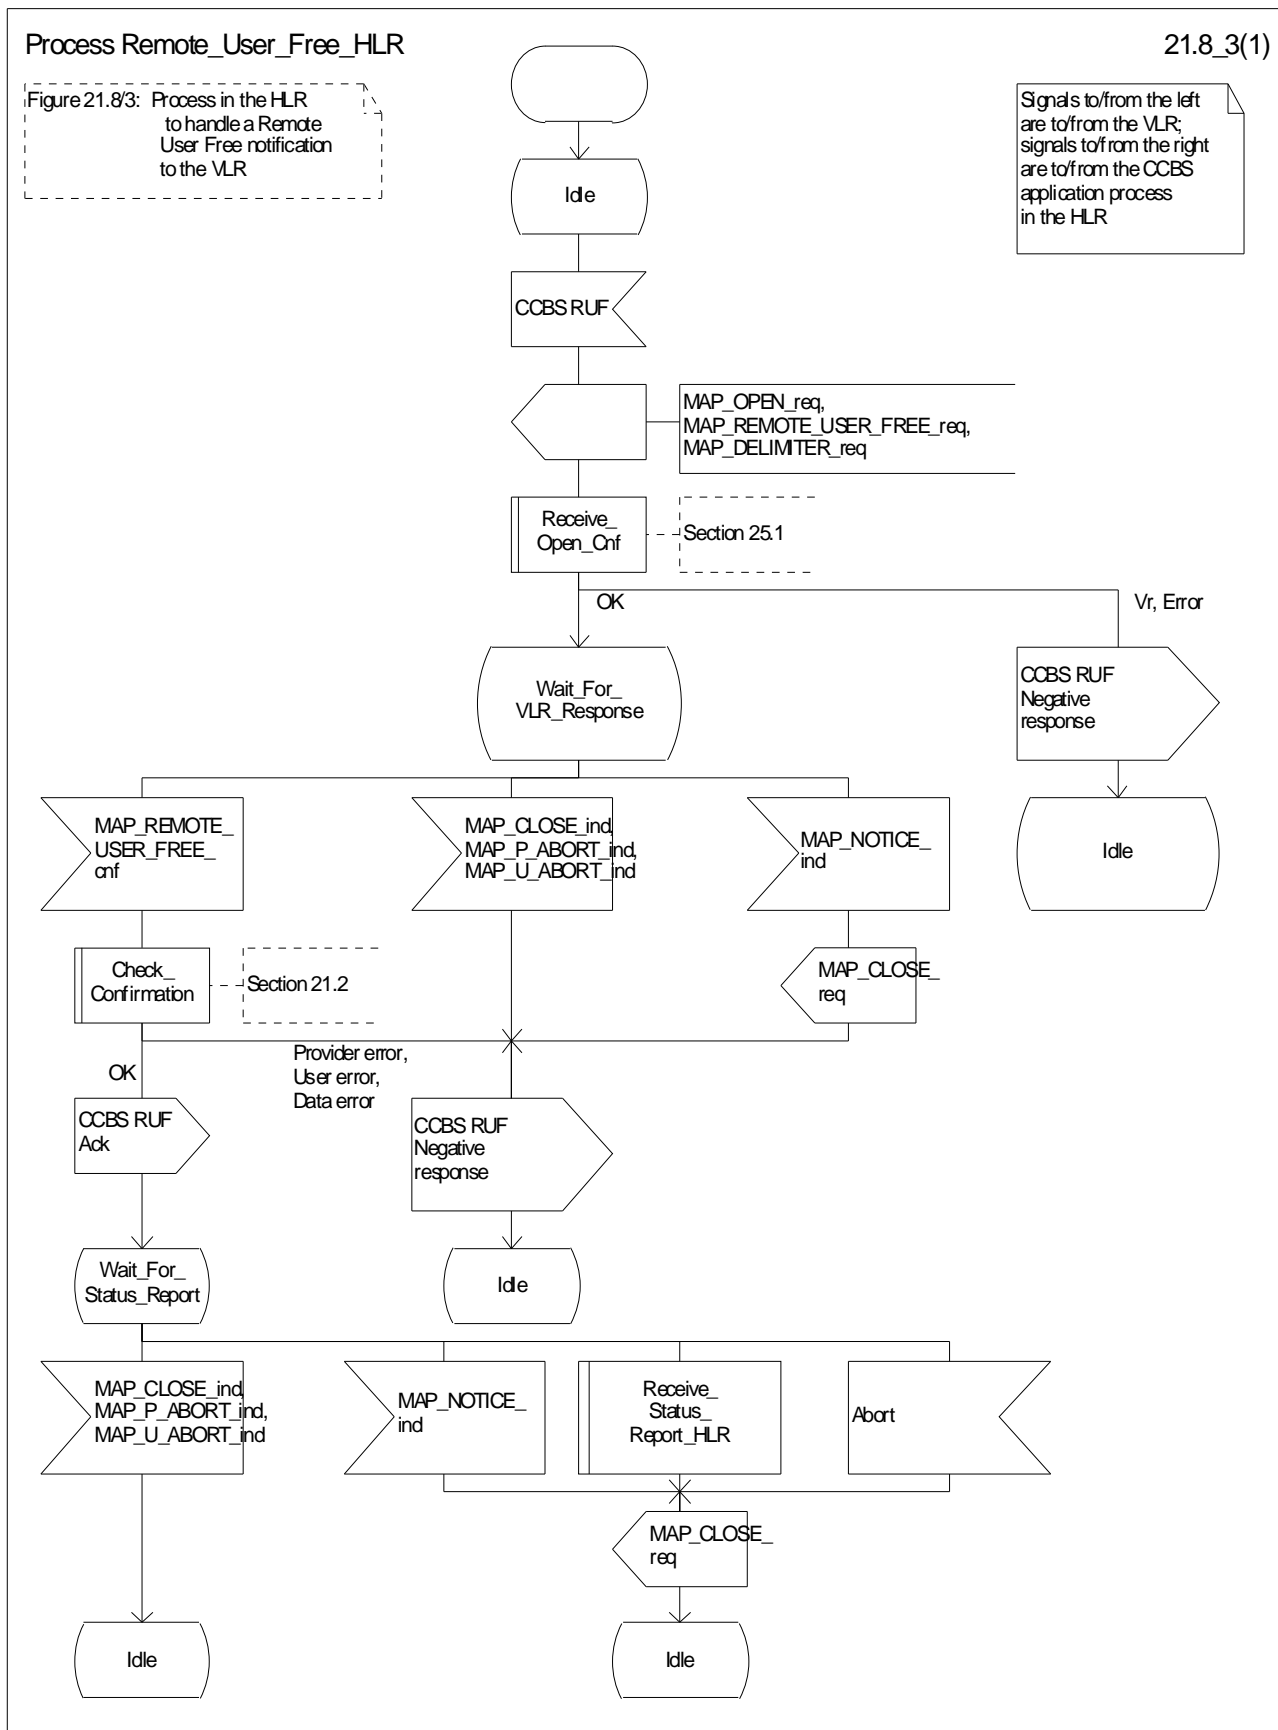 Process Remote_User_Free_HLR
21.8_3(1)
Figure 21.8/3: Process in the HLR
to handle a Remote
User Free notification
to the VLR
Signals to/from the left
are to/from the VLR;
signals to/from the right
are to/from the CCBS
application process
in the HLR
Idle
CCBS RUF
MAP_OPEN_req,
MAP_REMOTE_USER_FREE_req,
MAP_DELIMITER_req
Receive_
Open_Cnf
Section 25.1
OK
Vr, Error
Wait_For_
VLR_Response
CCBS RUF
Negative
response
MAP_REMOTE_
USER_FREE_
cnf
MAP_CLOSE_ind,
MAP_P_ABORT_ind,
MAP_U_ABORT_ind
MAP_NOTICE_
ind
Idle
Check_
Confirmation
Section 21.2
MAP_CLOSE_
req
Provider error,
User error,
Data error
OK
CCBS RUF
Ack
CCBS RUF
Negative
response
Wait_For_
Status_Report
Idle
MAP_CLOSE_ind,
MAP_P_ABORT_ind,
MAP_U_ABORT_ind
MAP_NOTICE_
ind
Receive_
Status_
Report_HLR
Abort
MAP_CLOSE_
req
Idle
Idle